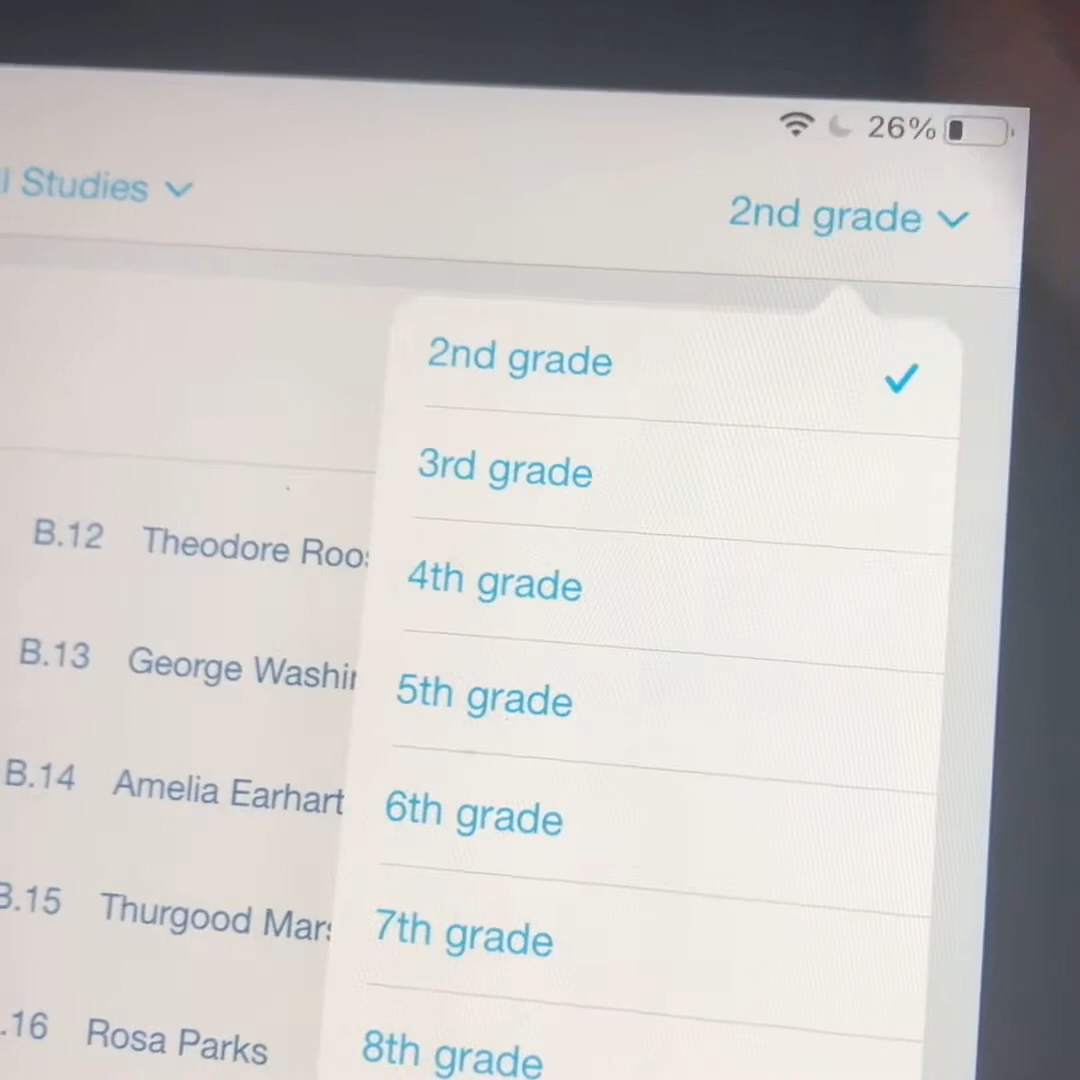 26%
l Studies
2nd grade
2nd grade
3rd grade
4th grade
5th grade
6th grade
7th grade
8th grade
B.12 Theodore Roo
B.13 George Washi
B.14 Amelia Earhart
B.15 Thurgood Mar
.16 Rosa Parks